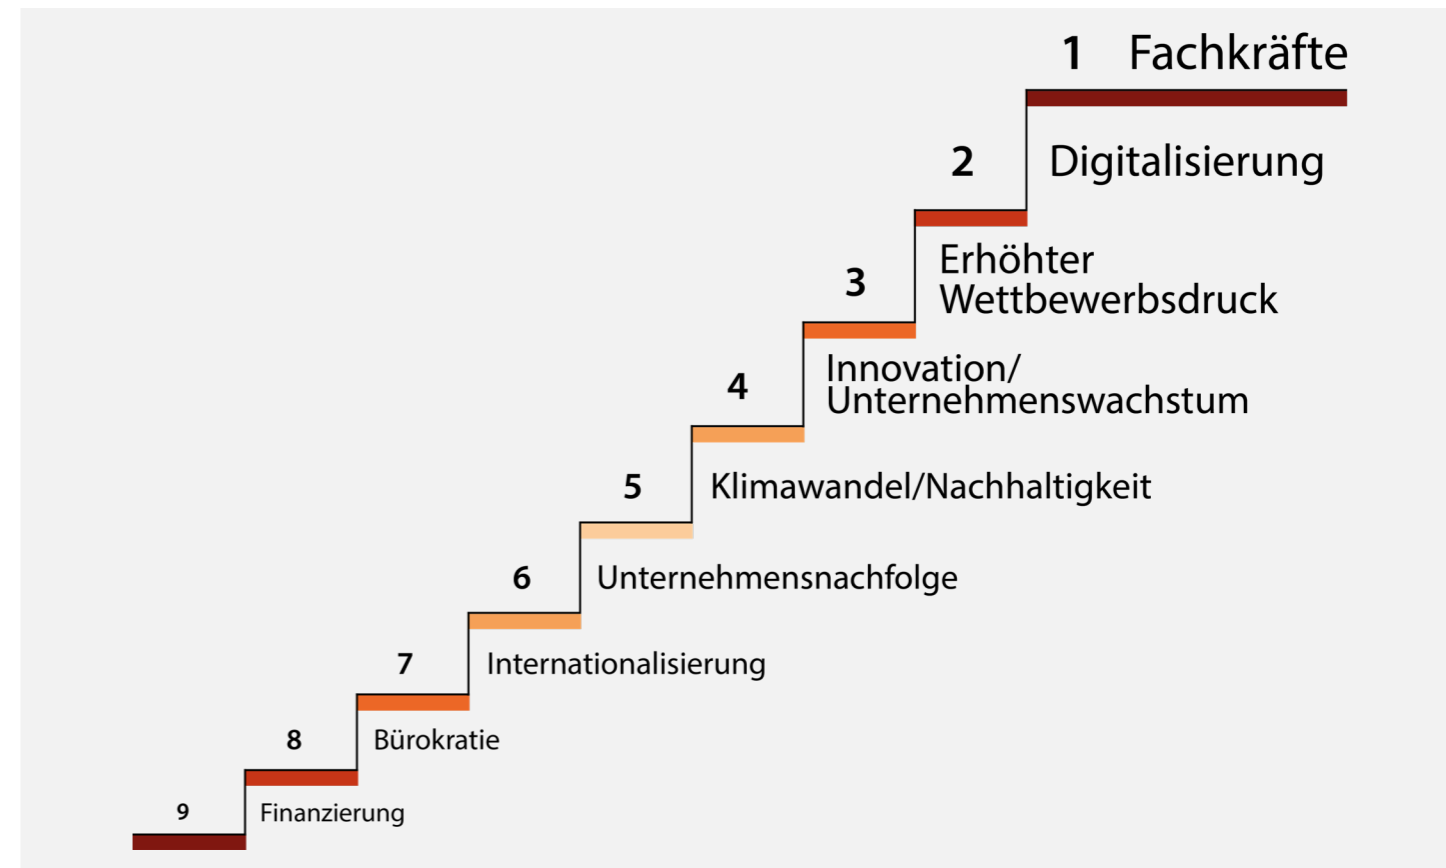 1 Fachkräfte
2 Digitalisierung
3 Erhöhter
Wettbewerbsdruck
4 Innovation/
Unternehmenswachstum
5 Klimawandel/Nachhaltigkeit
6 Unternehmensnachfolge
7 Internationalisierung
8 Bürokratie
9 Finanzierung